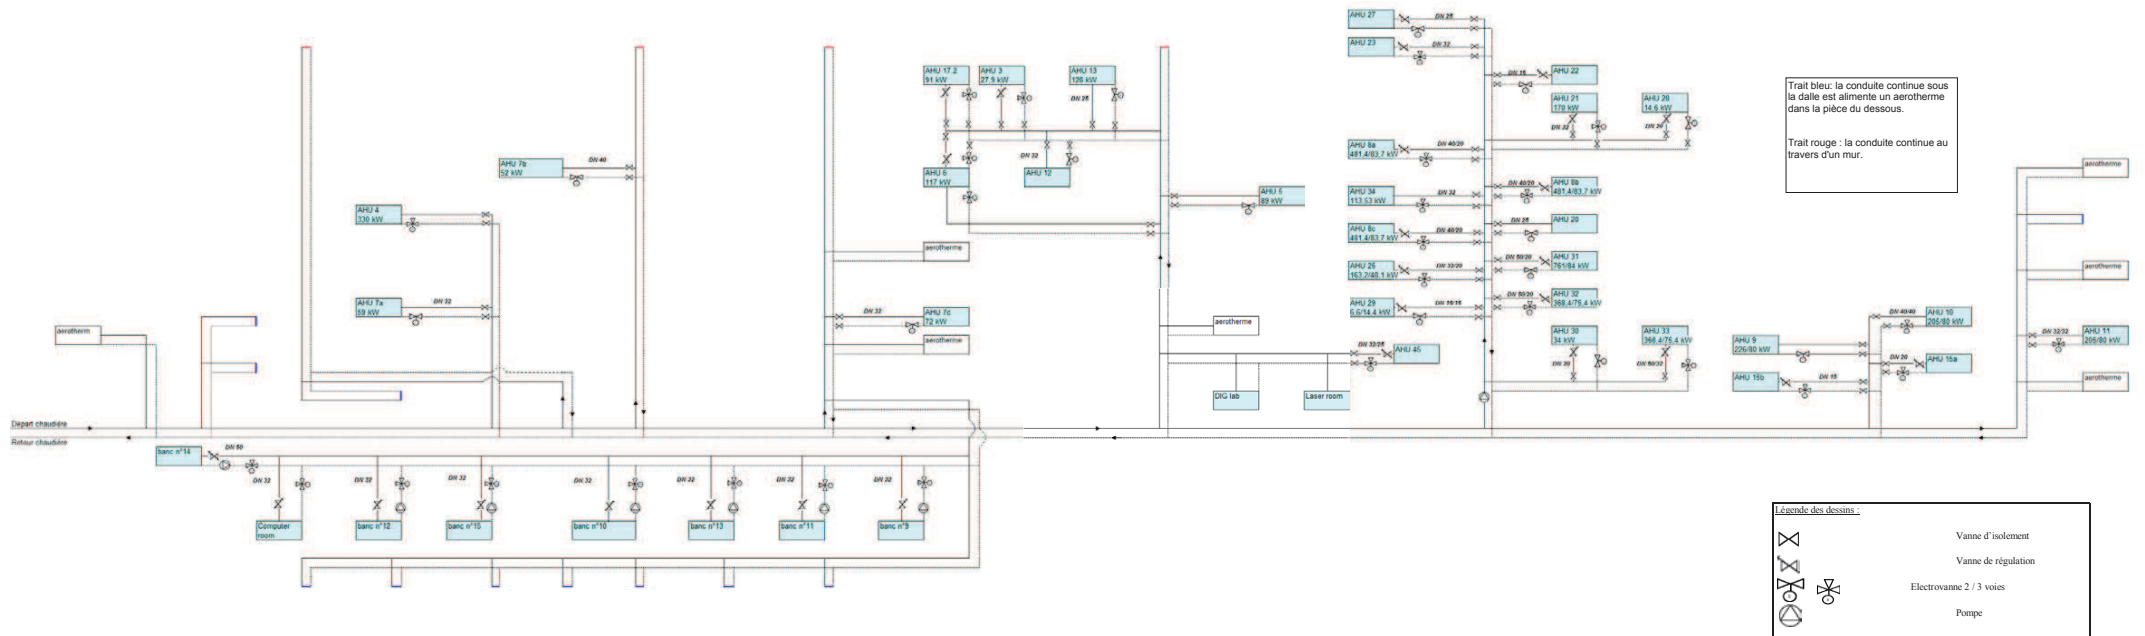 AHU 27
DN 25
AHU 23
DN 32
AHU 17.2
91 kW
AHU 3
27,9 kW
AHU 13
126 kW
DN 25
DN 15
AHU 22
AHU 21
170 kW
DN 32
AHU 28
14,6 kW
DN 20
Trait bleu: la conduite continue sous
la dalle est alimente un aerotherme
dans la pièce du dessous.
Trait rouge : la conduite continue au
travers d'un mur.
AHU 7b
52 kW
DN 40
AHU 6
117 kW
DN 32
AHU 12
AHU 8a
481,4/83,7 kW
DN 40/20
aerotherme
AHU 4
330 kW
AHU 5
89 kW
AHU 34
113,53 kW
DN 32
DN 40/20
AHU 8b
481,4/83,7 kW
AHU 8c
481,4/83,7 kW
DN 40/20
DN 25
AHU 20
aerotherme
AHU 26
163,2/48,1 kW
DN 32/20
DN 50/20
AHU 31
761/84 kW
aerotherme
AHU 7a
59 kW
DN 32
DN 32
AHU 7c
72 kW
AHU 29
6,6/14,4 kW
DN 15/15
DN 50/20
AHU 32
368,4/75,4 kW
DN 40/40
AHU 10
205/80 kW
aerotherm
aerotherme
aerotherme
DN 32/25
AHU 45
AHU 30
34 kW
DN 20
AHU 33
368,4/75,4 kW
DN 50/32
AHU 9
226/80 kW
DN 20
AHU 15a
DN 32/32
AHU 11
205/80 kW
AHU 15b
DN 15
aerotherme
DIG lab
Laser room
Départ chaudière
Retour chaudière
banc n°14
DN 50
DN 32
DN 32
DN 32
DN 32
DN 32
DN 32
DN 32
Computer
room
banc n°12
banc n°15
banc n°10
banc n°13
banc n°11
banc n°9
Légende des dessins :
Vanne d'isolement
Vanne de régulation
Electrovanne 2 / 3 voies
Pompe